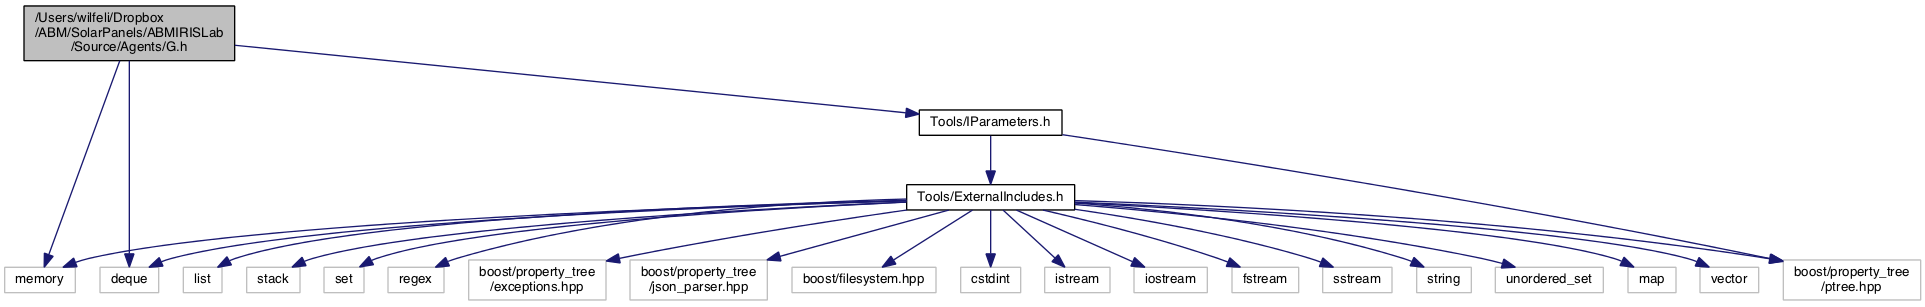 /Users/wilfeli/Dropbox
/ABM/SolarPanels/ABMIRISLab
/Source/Agents/G.h
Tools/IParameters.h
Tools/ExternalIncludes.h
memory
deque
list
stack
set
regex
boost/property_tree
/exceptions.hpp
boost/property_tree
/json_parser.hpp
boost/filesystem.hpp
cstdint
istream
iostream
fstream
sstream
string
unordered_set
map
vector
boost/property_tree
/ptree.hpp